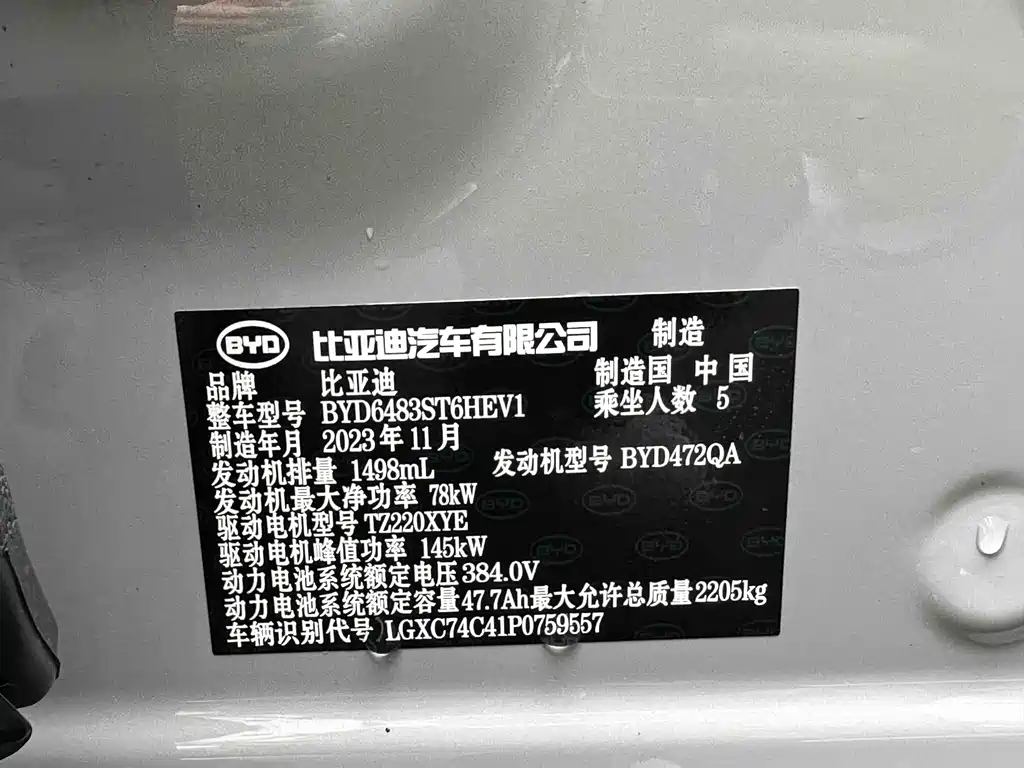 BYD 比亚迪汽车有限公司 制造
品牌 比亚迪 制造国 中国
整车型号 BYD6483ST6HEV1 乘坐人数 5
制造年月 2023年11月
发动机排量 1498mL 发动机型号 BYD472QA
发动机最大净功率 78kW
驱动电机型号 TZ220XYE
驱动电机峰值功率 145kW
动力电池系统额定电压 384.0V
动力电池系统额定容量 47.7Ah 最大允许总质量 2205kg
车辆识别代号 LGXC74C41P0759557